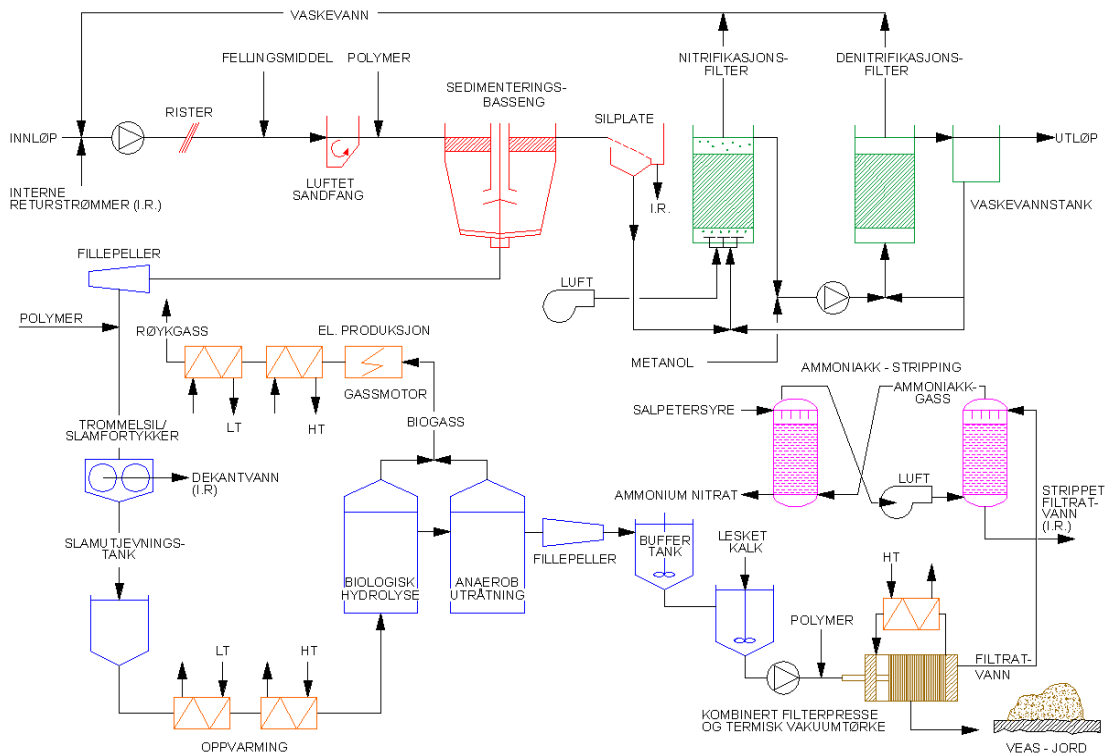 VASKEVANN
FELLINGSMIDDEL
POLYMER
NITRIFIKASJONS-
FILTER
DENITRIFIKASJONS-
FILTER
SEDIMENTERINGS-
BASSENG
RISTER
SILPLATE
INNLØP
UTLØP
LUFTET
SANDFANG
INTERNE
RETURSTRØMMER (I.R.)
I.R.
VASKEVANNSTANK
FILLEPELLER
LUFT
POLYMER
RØYKGASS
EL. PRODUKSJON
METANOL
GASSMOTOR
AMMONIAKK - STRIPPING
AMMONIAKK-
GASS
LT
HT
BIOGASS
SALPETERSYRE
TROMMELSIL/
SLAMFORTYKKER
DEKANTVANN
(I.R)
AMMONIUM NITRAT
LUFT
STRIPPET
FILTRAT-
VANN
(I.R.)
SLAMUTJEVNINGS-
TANK
BUFFER
TANK
LESKET
KALK
FILLEPELLER
BIOLOGISK
HYDROLYSE
ANAEROB
UTRÅTNING
HT
POLYMER
LT
HT
FILTRAT-
VANN
OPPVARMING
KOMBINERT FILTERPRESSE
OG TERMISK VAKUUMTØRKE
VEAS - JORD